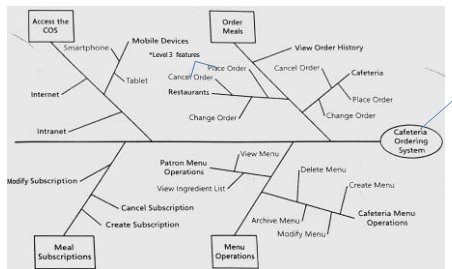 Access the
COS
Smartphone
Mobile Devices
*Level 3 features
Tablet
Internet
Intranet
Order
Meals
View Order History
Place Order
Cancel Order
Restaurants
Change Order
Cancel Order
Cafeteria
Place Order
Change Order
Cafeteria
Ordering
System
Modify Subscription
Cancel Subscription
Create Subscription
Meal
Subscriptions
Patron Menu
Operations
View Menu
View Ingredient List
Delete Menu
Create Menu
Cafeteria Menu
Operations
Archive Menu
Modify Menu
Menu
Operations